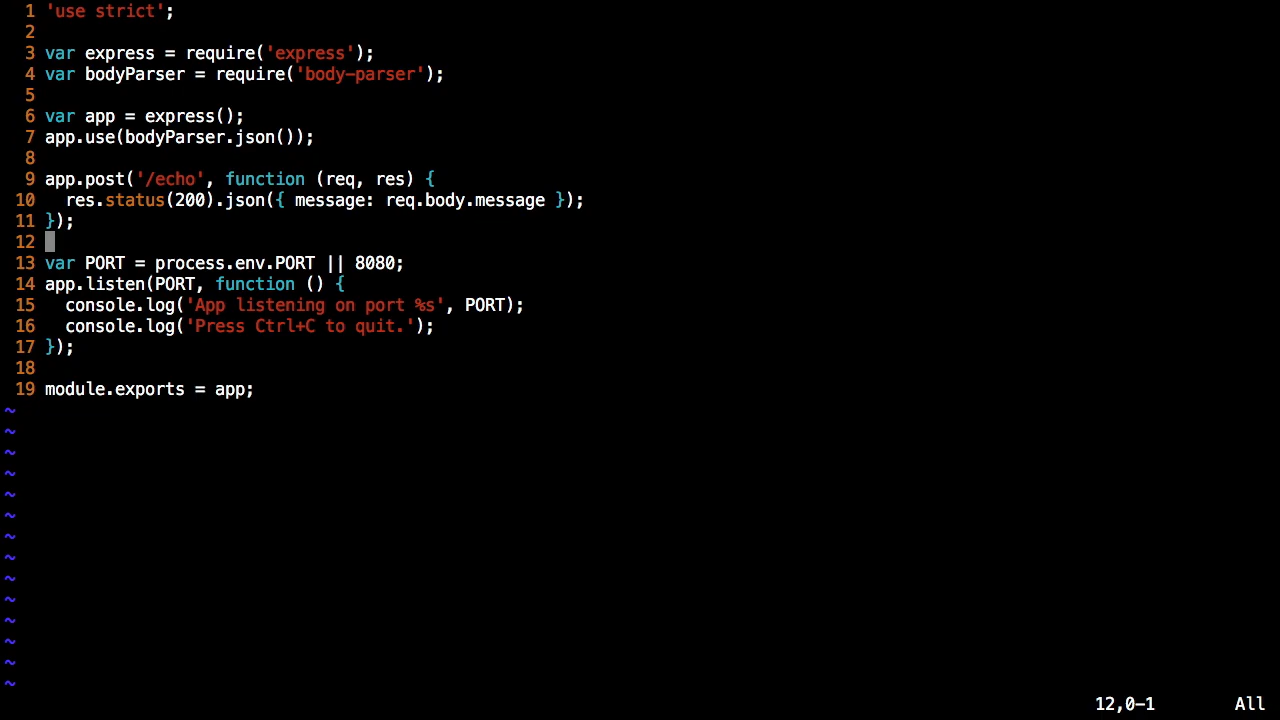 1 'use strict';
2
3 var express = require('express');
4 var bodyParser = require('body-parser');
5
6 var app = express();
7 app.use(bodyParser.json());
8
9 app.post('/echo', function (req, res) {
10   res.status(200).json({ message: req.body.message });
11 });
12
13 var PORT = process.env.PORT || 8080;
14 app.listen(PORT, function () {
15   console.log('App listening on port %s', PORT);
16   console.log('Press Ctrl+C to quit.');
17 });
18
19 module.exports = app;
~
~
~
~
~
~
~
~
~
~
~
~
~
~
12,0-1 All